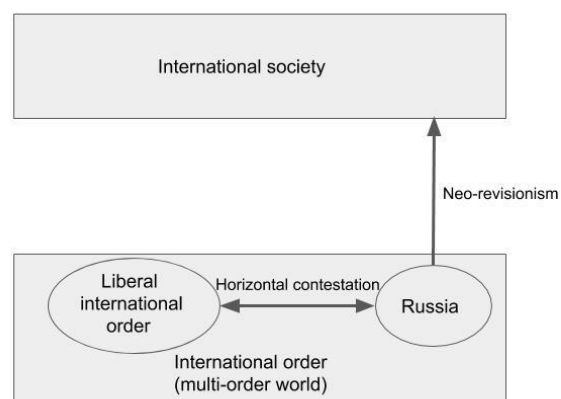 International society
Neo-revisionism
Liberal
international
order
Horizontal contestation
Russia
International order
(multi-order world)